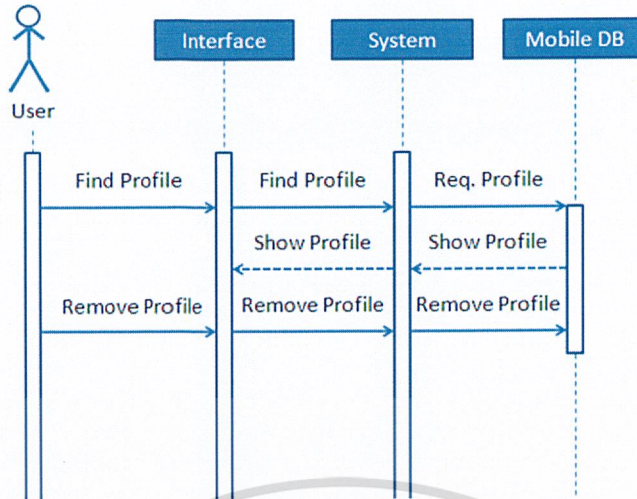 Interface
System
Mobile DB
User
Find Profile
Find Profile
Req. Profile
Show Profile
Show Profile
Remove Profile
Remove Profile
Remove Profile